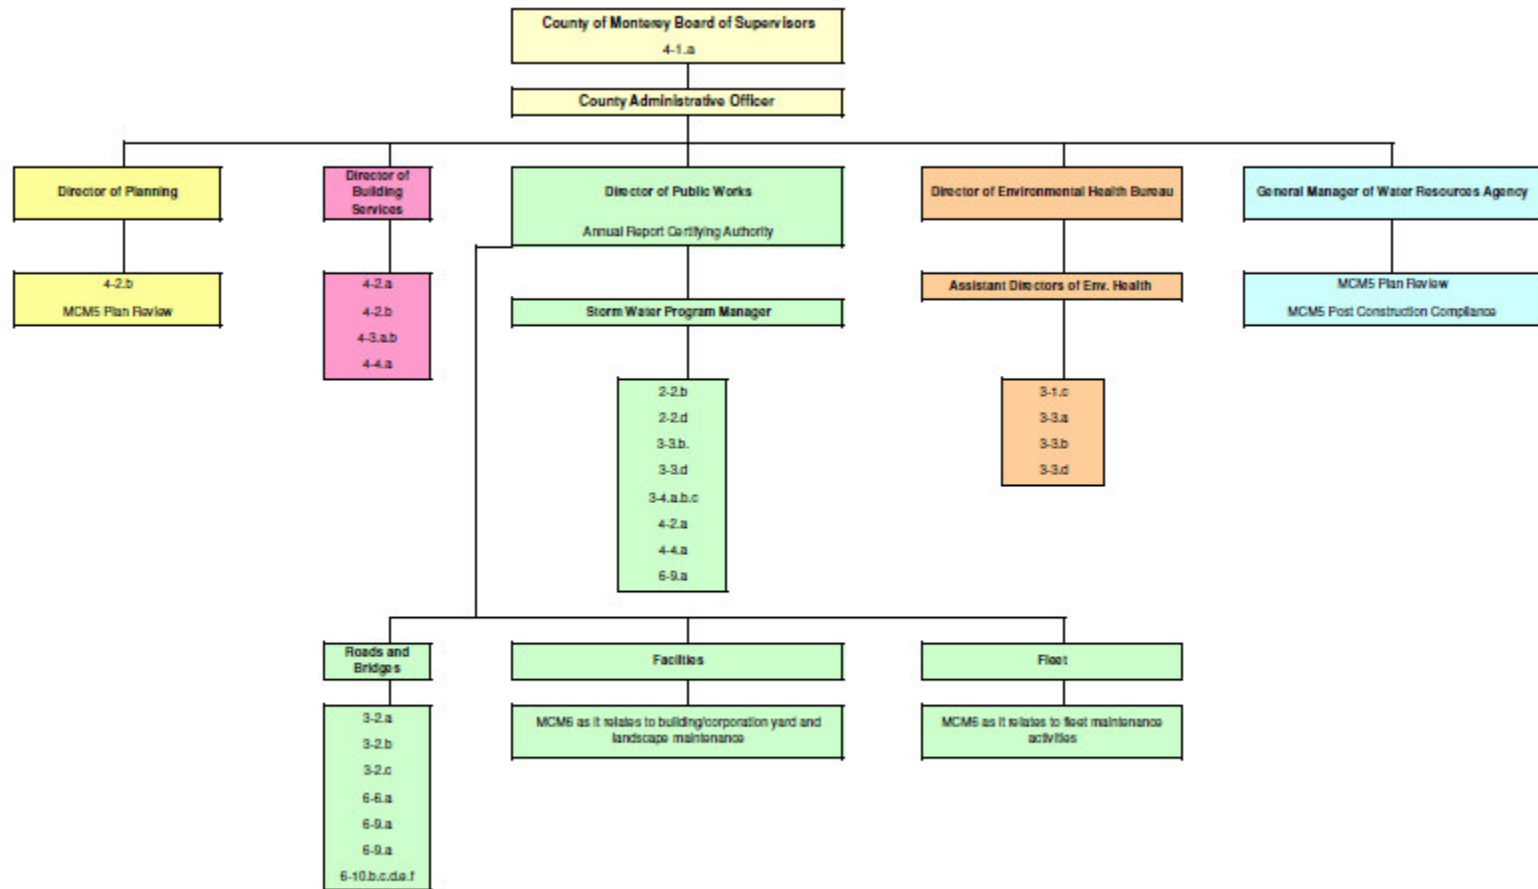 County of Monterey Board of Supervisors
4-1.a
County Administrative Officer
Director of Planning
Director of
Building
Services
Director of Public Works
Annual Report Certifying Authority
Director of Environmental Health Bureau
General Manager of Water Resources Agency
4-2.b
MCM5 Plan Review
4-2.a
4-2.b
4-3.a.b
4-4.a
Storm Water Program Manager
Assistant Directors of Env. Health
MCM5 Plan Review
MCM5 Post Construction Compliance
2-2.b
2-2.d
3-3.b.
3-3.d
3-4.a.b.c
4-2.a
4-4.a
6-9.a
3-1.c
3-3.a
3-3.b
3-3.d
Roads and
Bridges
Facilities
Fleet
3-2.a
3-2.b
3-2.c
6-6.a
6-9.a
6-9.a
6-10.b.c.d.e.f
MCM6 as it relates to building/corporation yard and
landscape maintenance
MCM6 as it relates to fleet maintenance
activities